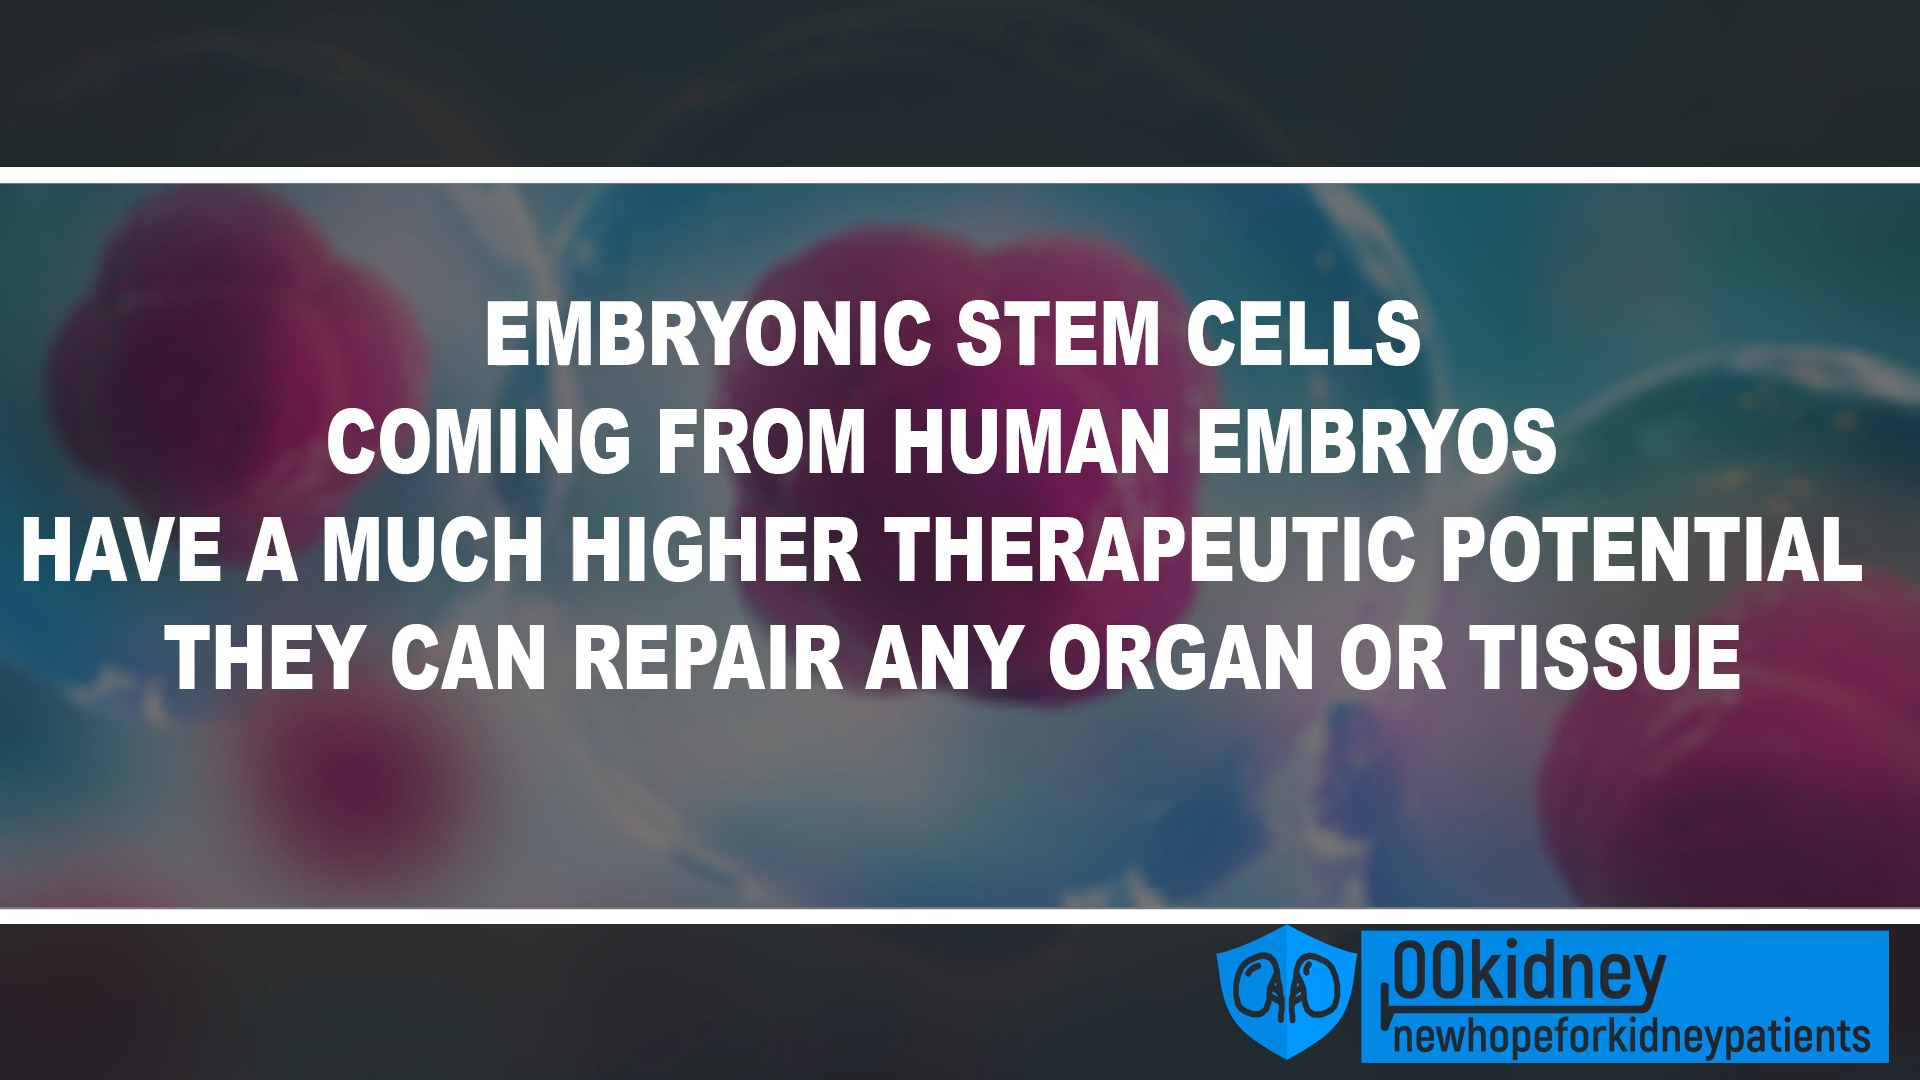 EMBRYONIC STEM CELLS
COMING FROM HUMAN EMBRYOS
HAVE A MUCH HIGHER THERAPEUTIC POTENTIAL
THEY CAN REPAIR ANY ORGAN OR TISSUE
00kidney
newhopeforkidneypatients